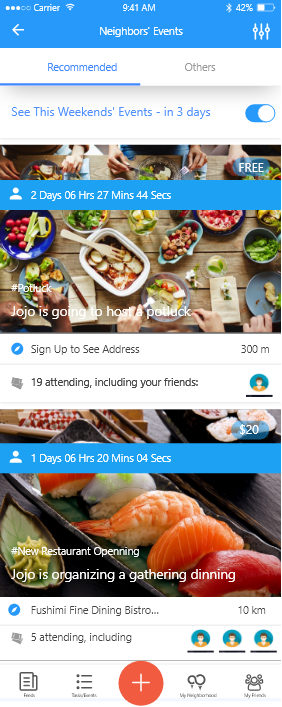 Carrier 9:41 AM 42%
Neighbors' Events
Recommended Others
See This Weekends' Events - in 3 days
FREE
2 Days 06 Hrs 27 Mins 44 Secs
#Potluck
Jojo is going to host a potluck
Sign Up to See Address 300 m
19 attending, including your friends:
$20
1 Days 06 Hrs 20 Mins 04 Secs
#New Restaurant Openning
Jojo is organizing a gathering dinning
Fushimi Fine Dining Bistro... 10 km
5 attending, including
Feeds Tasks/Events My Neighborhood My Friends